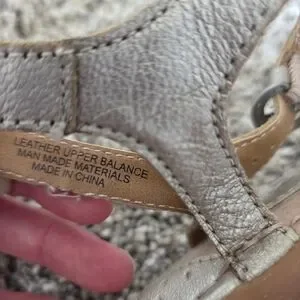 LEATHER UPPER BALANCE
MAN MADE MATERIALS
MADE IN CHINA